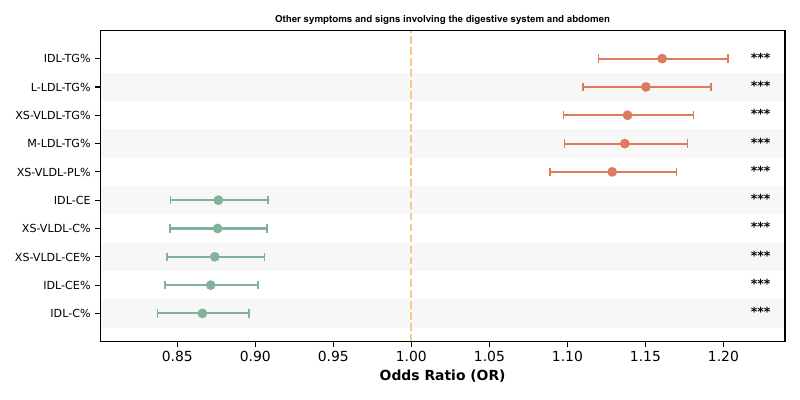 Other symptoms and signs involving the digestive system and abdomen
IDL-TG% ***
L-LDL-TG% ***
XS-VLDL-TG% ***
M-LDL-TG% ***
XS-VLDL-PL% ***
IDL-CE ***
XS-VLDL-C% ***
XS-VLDL-CE% ***
IDL-CE% ***
IDL-C% ***
0.85 0.90 0.95 1.00 1.05 1.10 1.15 1.20
Odds Ratio (OR)